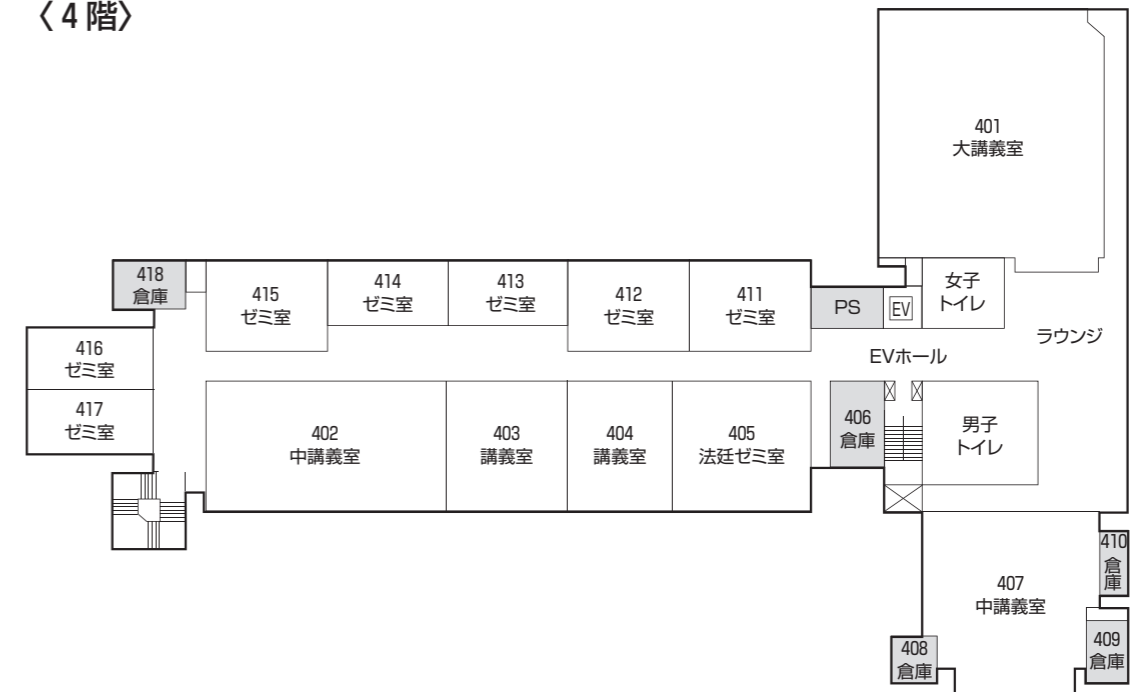 〈4階〉
401
大講義室
418
倉庫
415
ゼミ室
414
ゼミ室
413
ゼミ室
412
ゼミ室
411
ゼミ室
PS
EV
女子
トイレ
416
ゼミ室
417
ゼミ室
EVホール
ラウンジ
402
中講義室
403
講義室
404
講義室
405
法廷ゼミ室
406
倉庫
男子
トイレ
407
中講義室
410
倉庫
408
倉庫
409
倉庫